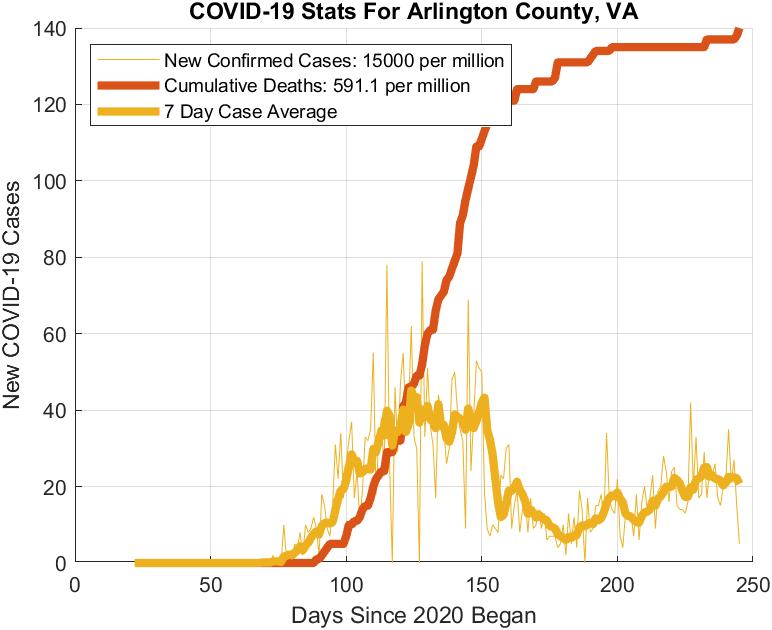 COVID-19 Stats For Arlington County, VA
New Confirmed Cases: 15000 per million
Cumulative Deaths: 591.1 per million
7 Day Case Average
140
120
100
80
60
40
20
0
New COVID-19 Cases
0 50 100 150 200 250
Days Since 2020 Began